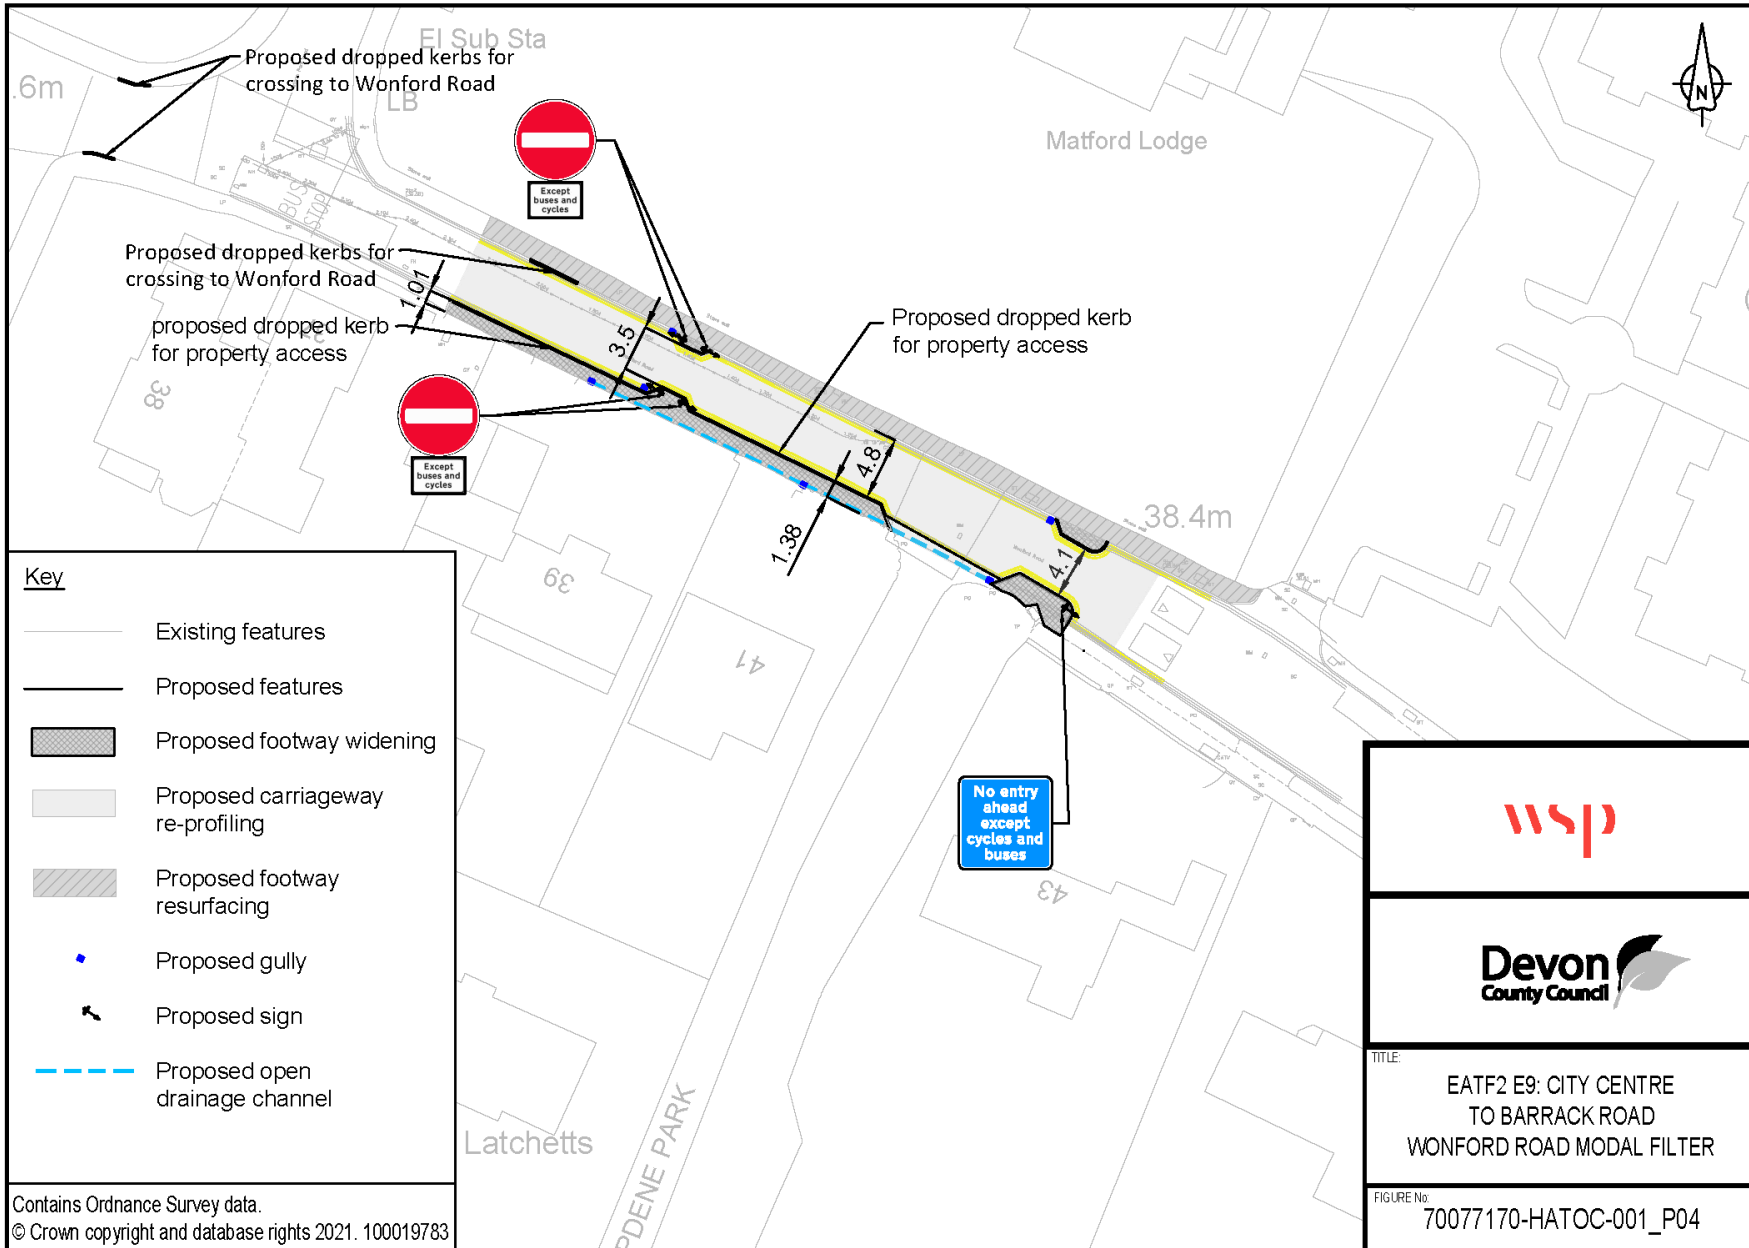 El Sub Sta
Proposed dropped kerbs for
crossing to Wonford Road
.6m
LB
N
Matford Lodge
Except
buses and
cycles
BUS
STOP
Proposed dropped kerbs for
crossing to Wonford Road
1.01
proposed dropped kerb
for property access
3.5
Proposed dropped kerb
for property access
38
Except
buses and
cycles
4.8
1.38
38.4m
4.1
39
41
43
No entry
ahead
except
cycles and
buses
Key
Existing features
Proposed features
Proposed footway widening
Proposed carriageway
re-profiling
Proposed footway
resurfacing
Proposed gully
Proposed sign
Proposed open
drainage channel
Latchetts
PDENE PARK
Contains Ordnance Survey data.
© Crown copyright and database rights 2021. 100019783
wsp
Devon
County Council
TITLE:
EATF2 E9: CITY CENTRE
TO BARRACK ROAD
WONFORD ROAD MODAL FILTER
FIGURE No:
70077170-HATOC-001_P04